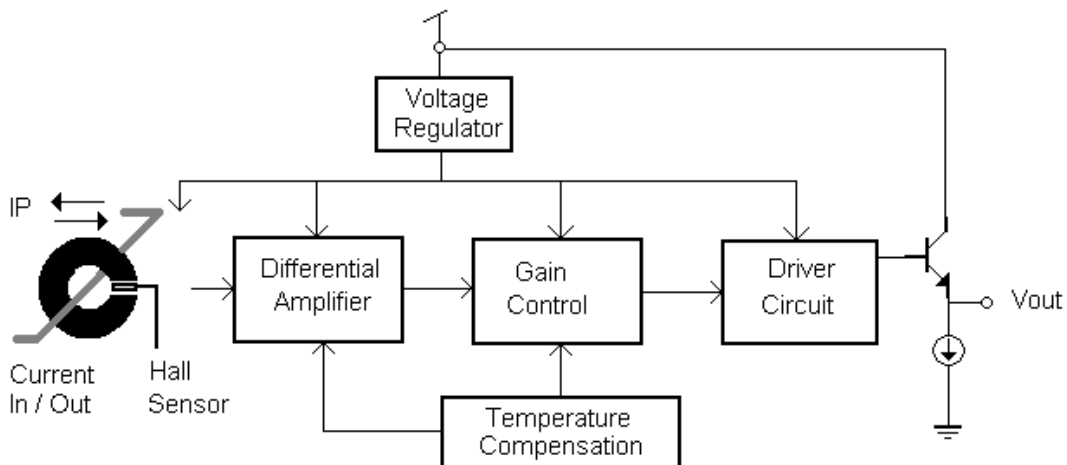 Voltage
Regulator
IP
Differential
Amplifier
Gain
Control
Driver
Circuit
Vout
Current
In / Out
Hall
Sensor
Temperature
Compensation